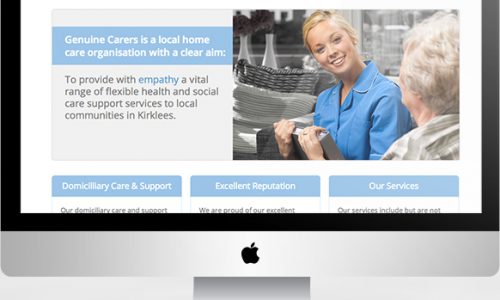 Genuine Carers is a local home
care organisation with a clear aim:
To provide with empathy a vital
range of flexible health and social
care support services to local
communities in Kirklees.
Domicilliary Care & Support
Excellent Reputation
Our Services
Our domiciliary care and support
We are proud of our excellent
Our services include but are not